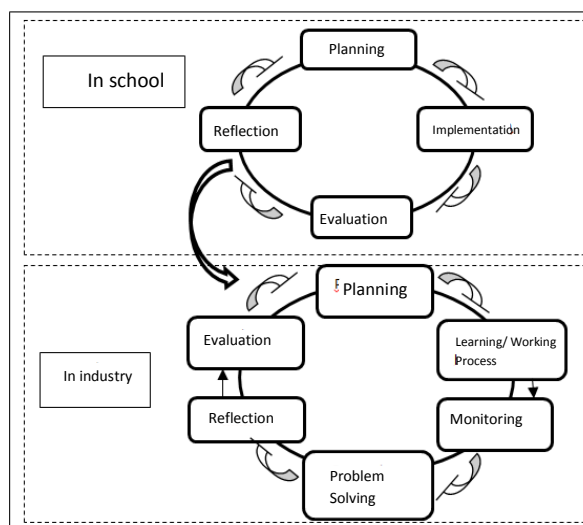 Planning
In school
Reflection
Implementation
Evaluation
Planning
Evaluation
Learning/ Working
Process
In industry
Reflection
Monitoring
Problem
Solving